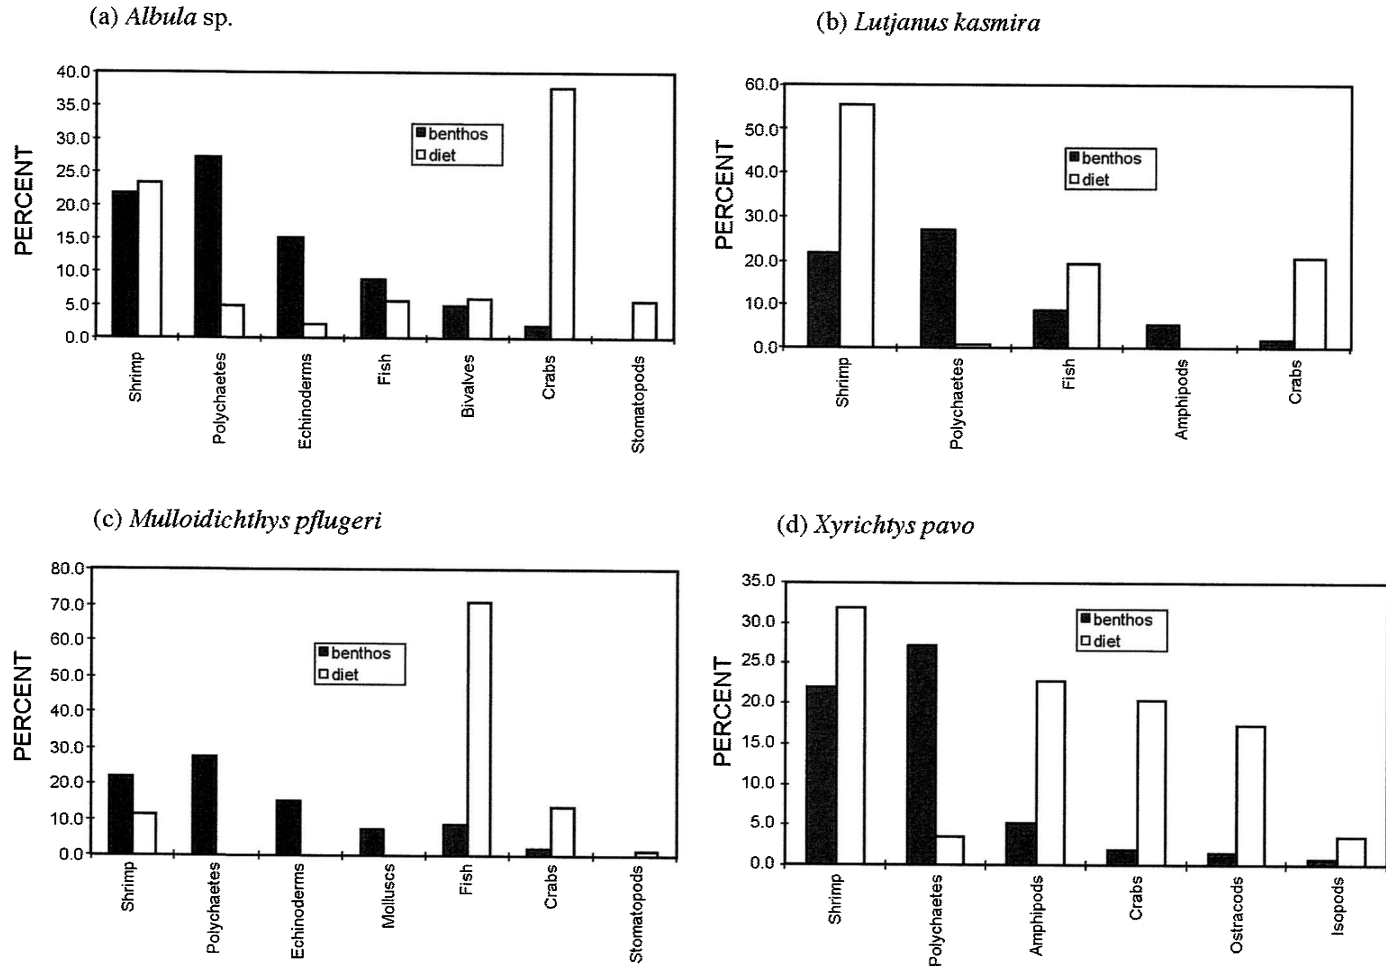 (a) Albula sp.
PERCENT
40.0
35.0
30.0
25.0
20.0
15.0
10.0
5.0
0.0
benthos
diet
Shrimp
Polychaetes
Echinoderms
Fish
Bivalves
Crabs
Stomatopods
(b) Lutjanus kasmira
PERCENT
60.0
50.0
40.0
30.0
20.0
10.0
0.0
benthos
diet
Shrimp
Polychaetes
Fish
Amphipods
Crabs
(c) Mulloidichthys pflugeri
PERCENT
80.0
70.0
60.0
50.0
40.0
30.0
20.0
10.0
0.0
benthos
diet
Shrimp
Polychaetes
Echinoderms
Molluscs
Fish
Crabs
Stomatopods
(d) Xyrichtys pavo
PERCENT
35.0
30.0
25.0
20.0
15.0
10.0
5.0
0.0
benthos
diet
Shrimp
Polychaetes
Amphipods
Crabs
Ostracods
Isopods